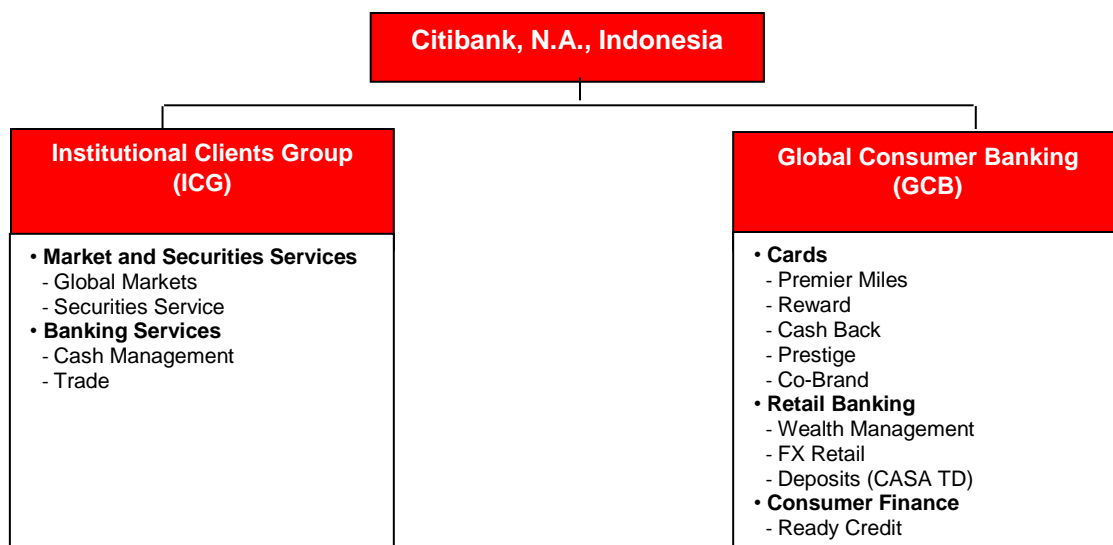 Citibank, N.A., Indonesia
Institutional Clients Group
(ICG)
• Market and Securities Services
- Global Markets
- Securities Service
• Banking Services
- Cash Management
- Trade
Global Consumer Banking
(GCB)
• Cards
- Premier Miles
- Reward
- Cash Back
- Prestige
- Co-Brand
• Retail Banking
- Wealth Management
- FX Retail
- Deposits (CASA TD)
• Consumer Finance
- Ready Credit